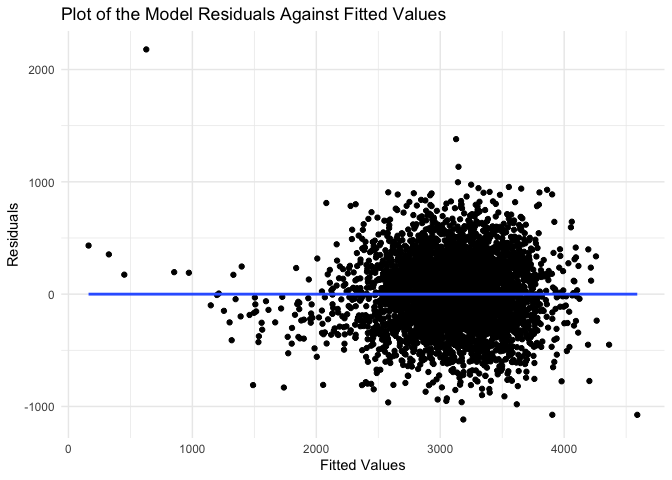 Plot of the Model Residuals Against Fitted Values
2000
1000
0
-1000
Residuals
0 1000 2000 3000 4000
Fitted Values